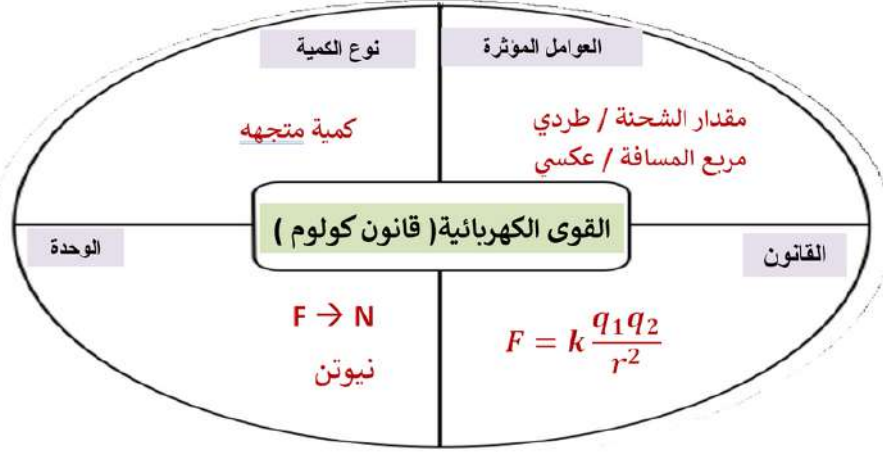 العوامل المؤثرة
مقدار الشحنة / طردي
مربع المسافة / عكسي
نوع الكمية
كمية متجهه
القوى الكهربائية( قانون كولوم )
القانون
F = k q₁q₂ / r²
الوحدة
F → N
نيوتن